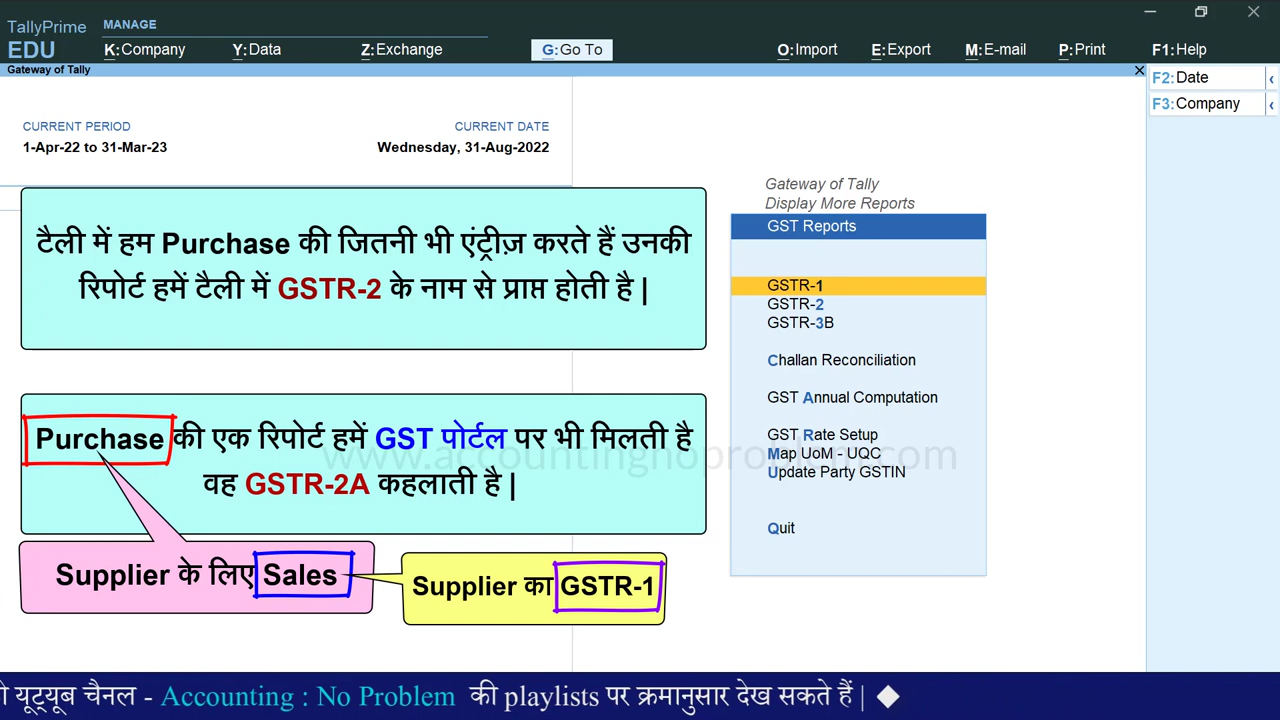 TallyPrime
EDU
MANAGE
K:Company
Y:Data
Z:Exchange
G:Go To
O:Import
E:Export
M:E-mail
P:Print
F1:Help
Gateway of Tally
F2:Date
F3:Company
CURRENT PERIOD
1-Apr-22 to 31-Mar-23
CURRENT DATE
Wednesday, 31-Aug-2022
टैली में हम Purchase की जितनी भी एंट्रीज़ करते हैं उनकी
रिपोर्ट हमें टैली में GSTR-2 के नाम से प्राप्त होती है |
Purchase की एक रिपोर्ट हमें GST पोर्टल पर भी मिलती है
वह GSTR-2A कहलाती है |
Supplier के लिए Sales
Supplier का GSTR-1
Gateway of Tally
Display More Reports
GST Reports
GSTR-1
GSTR-2
GSTR-3B
Challan Reconciliation
GST Annual Computation
GST Rate Setup
Map UoM - UQC
Update Party GSTIN
Quit
www.accountingnoproblem.com
यूट्यूब चैनल - Accounting : No Problem की playlists पर क्रमानुसार देख सकते हैं | ◆